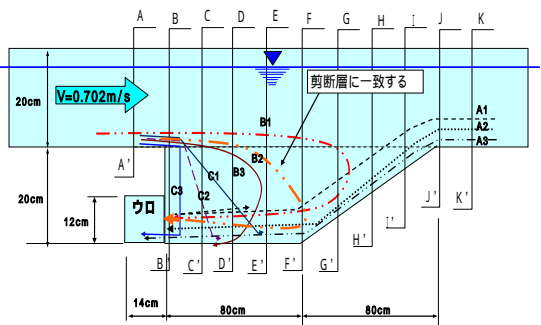 A B C D E F G H I J K
剪断層に一致する
20cm
V=0.702m/s
B1
A1
A2
A3
B2
B3
A'
C1
C2
C3
20cm
ウロ
12cm
J'
K'
I'
H'
G'
B' C' D' E' F'
14cm
80cm
80cm